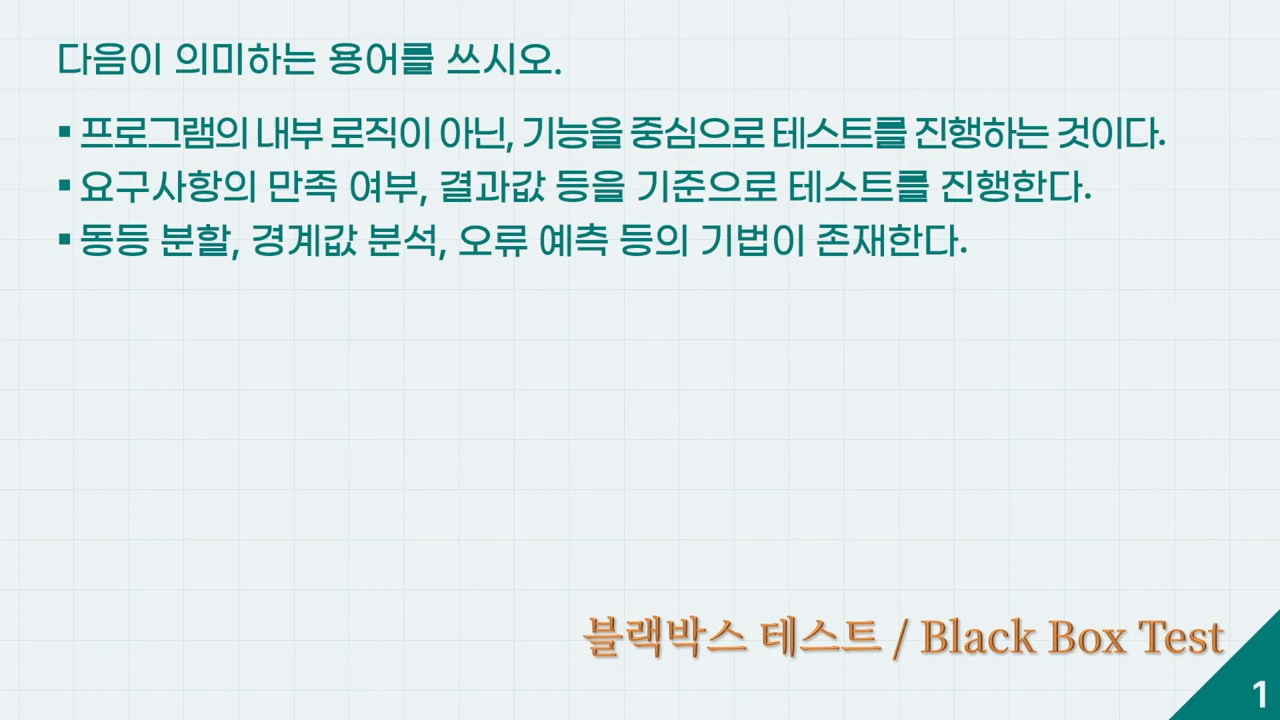 다음이 의미하는 용어를 쓰시오.
▪ 프로그램의 내부 로직이 아닌, 기능을 중심으로 테스트를 진행하는 것이다.
▪ 요구사항의 만족 여부, 결과값 등을 기준으로 테스트를 진행한다.
▪ 동등 분할, 경계값 분석, 오류 예측 등의 기법이 존재한다.
블랙박스 테스트 / Black Box Test
1